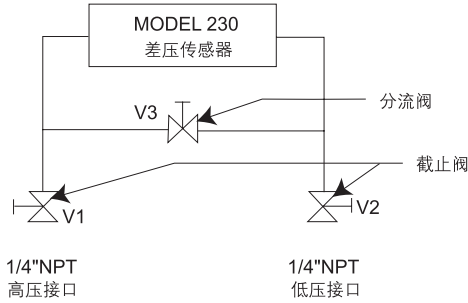 MODEL 230
差压传感器
V3
分流阀
截止阀
V1
V2
1/4"NPT
高压接口
1/4"NPT
低压接口